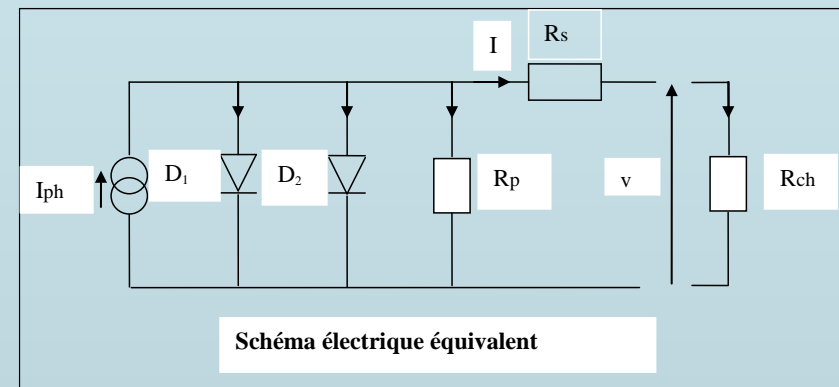 I
Rs
Iph
D₁
D₂
Rp
v
Rch
Schéma électrique équivalent